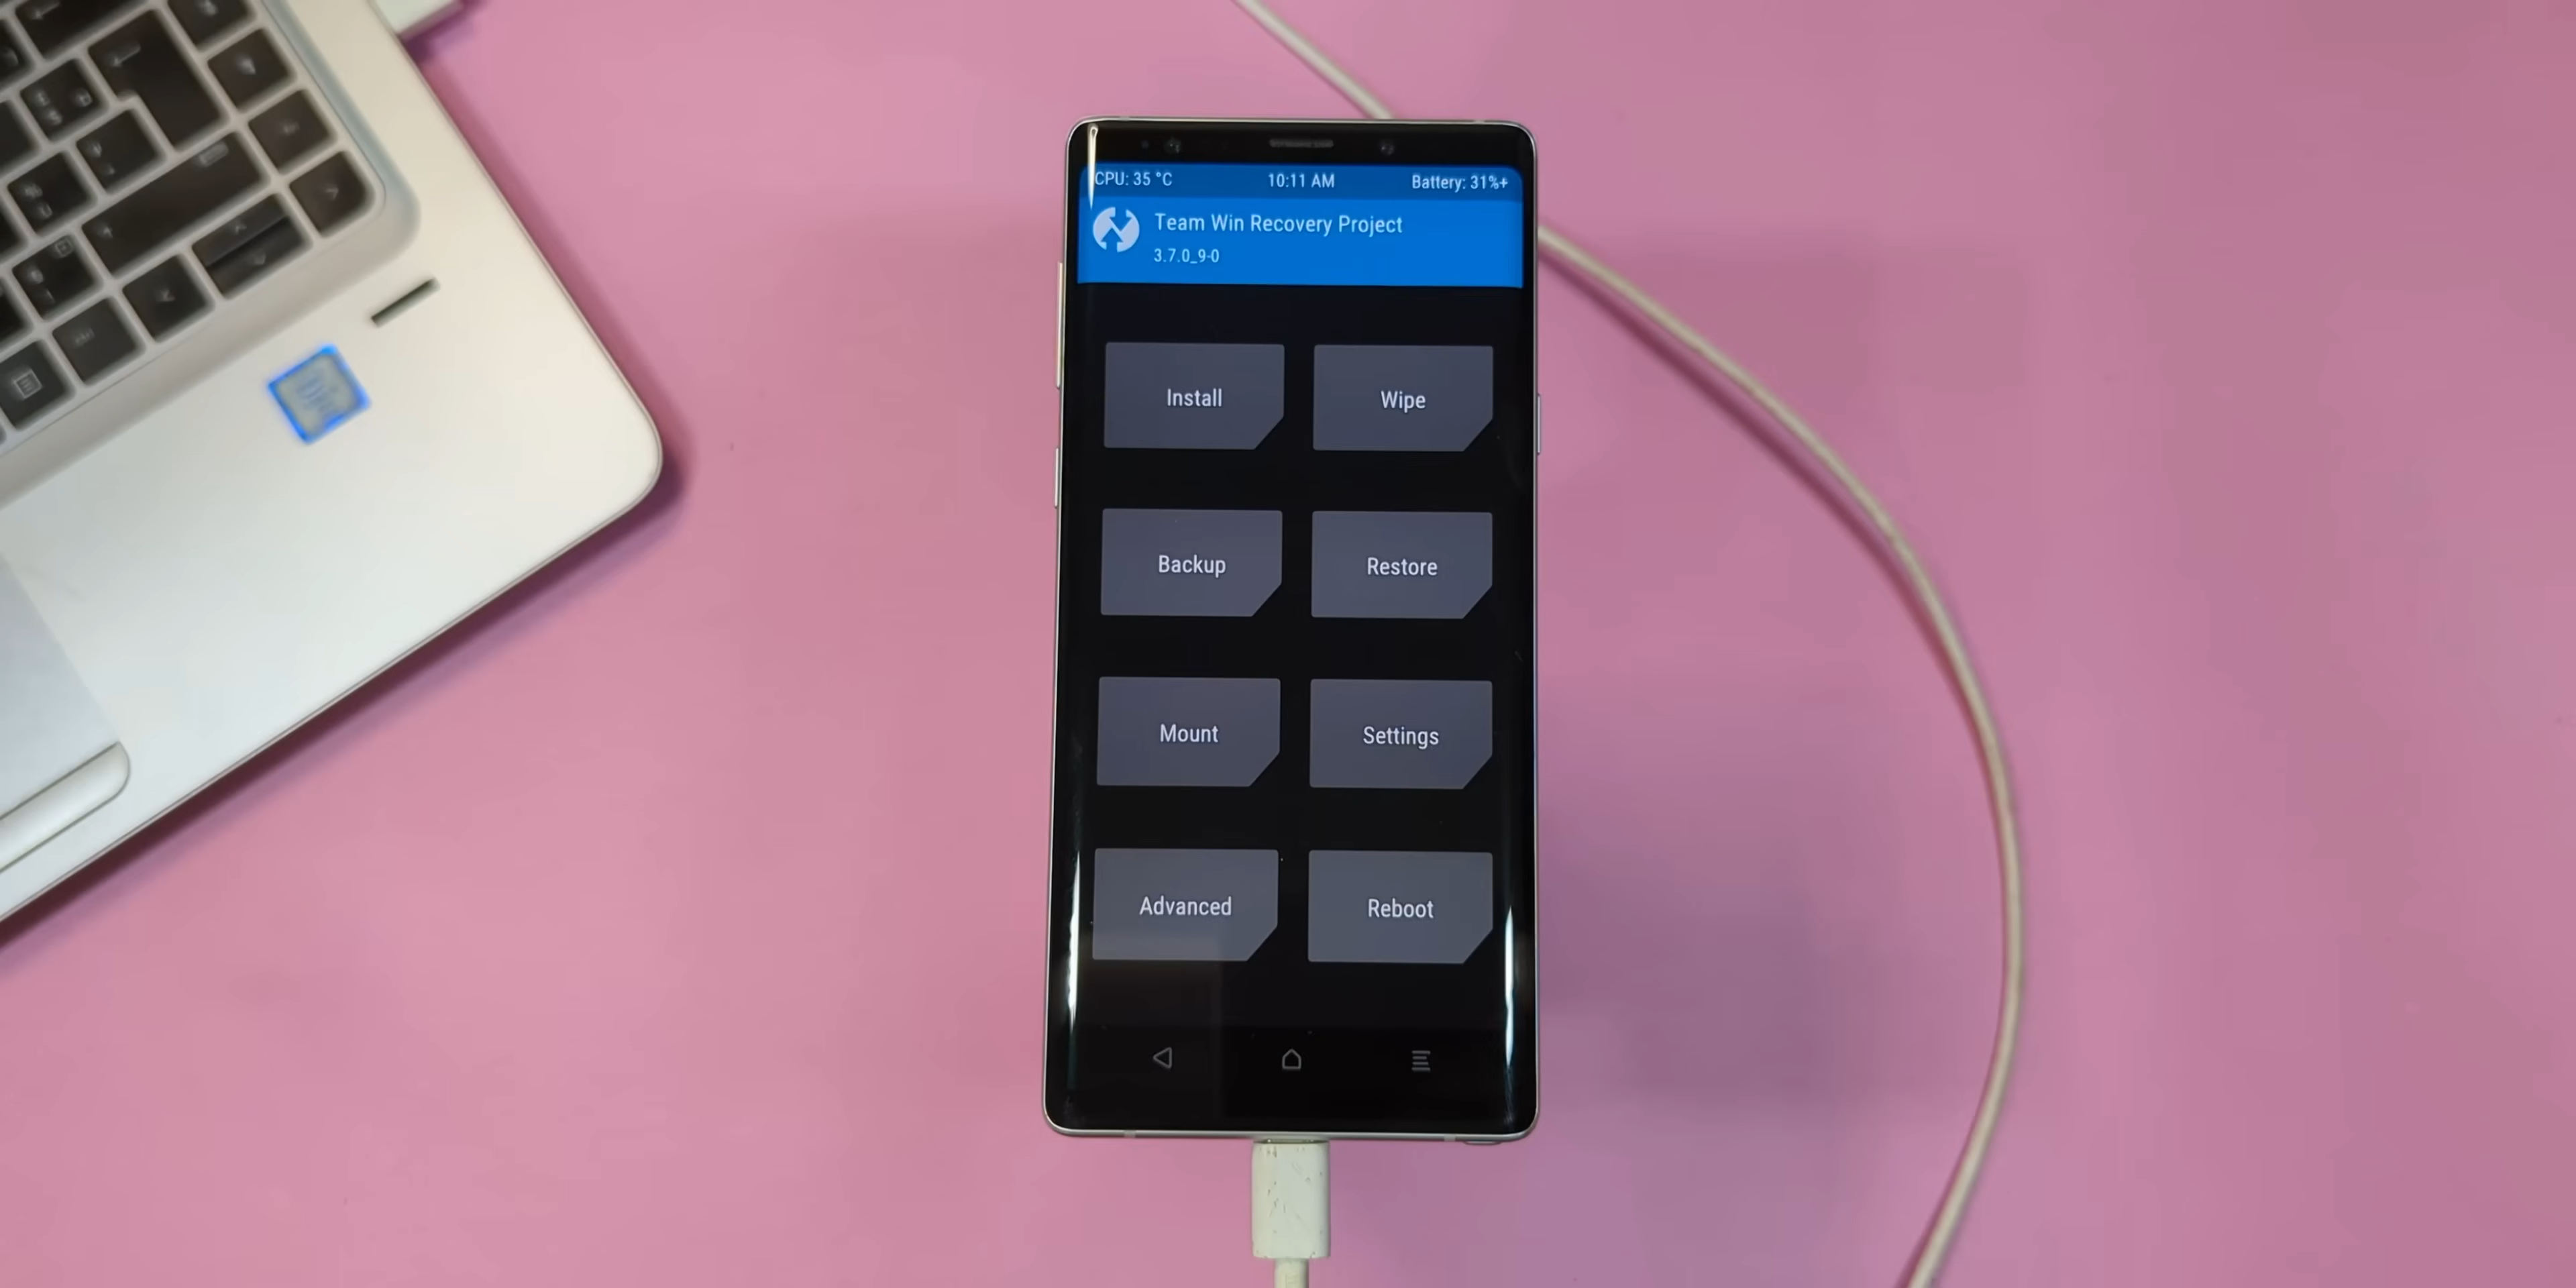 CPU: 35 °C 10:11 AM Battery: 31%+
Team Win Recovery Project
3.7.0_9-0
Install Wipe
Backup Restore
Mount Settings
Advanced Reboot